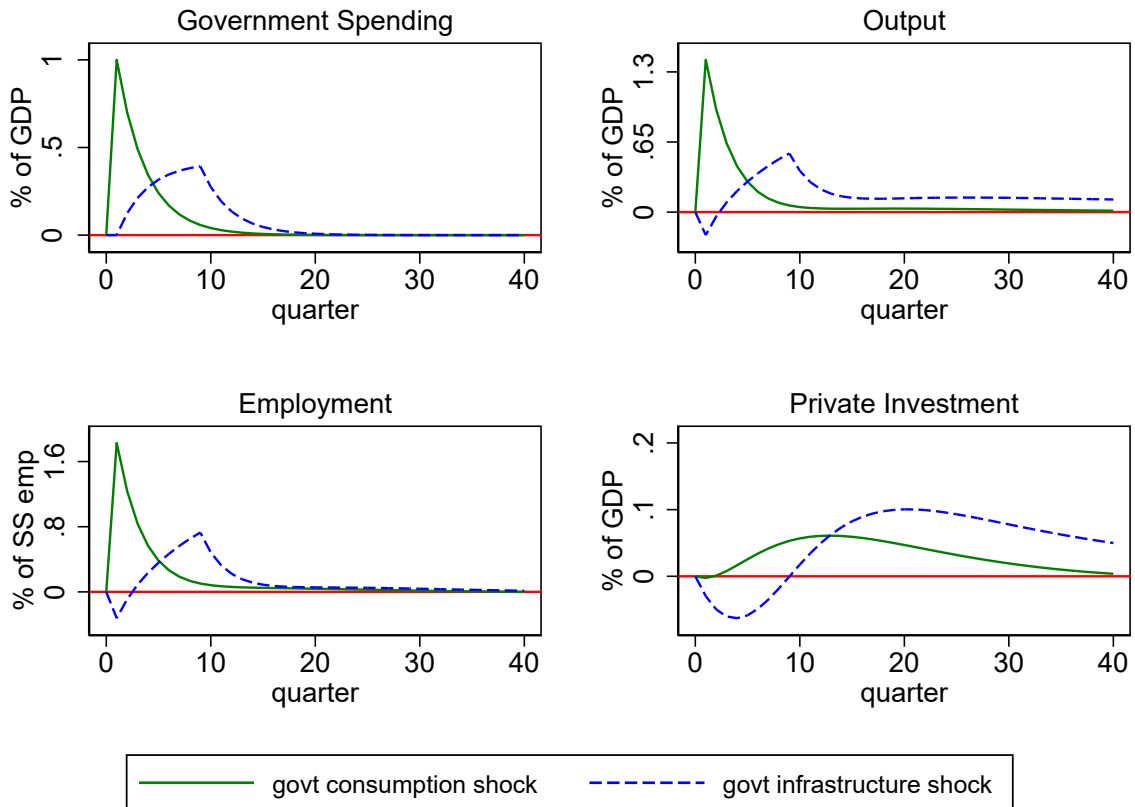 Government Spending
% of GDP
1
.5
0
0 10 20 30 40
quarter
Output
% of GDP
1.3
.65
0
0 10 20 30 40
quarter
Employment
% of SS emp
1.6
.8
0
0 10 20 30 40
quarter
Private Investment
% of GDP
.2
.1
0
0 10 20 30 40
quarter
govt consumption shock
govt infrastructure shock